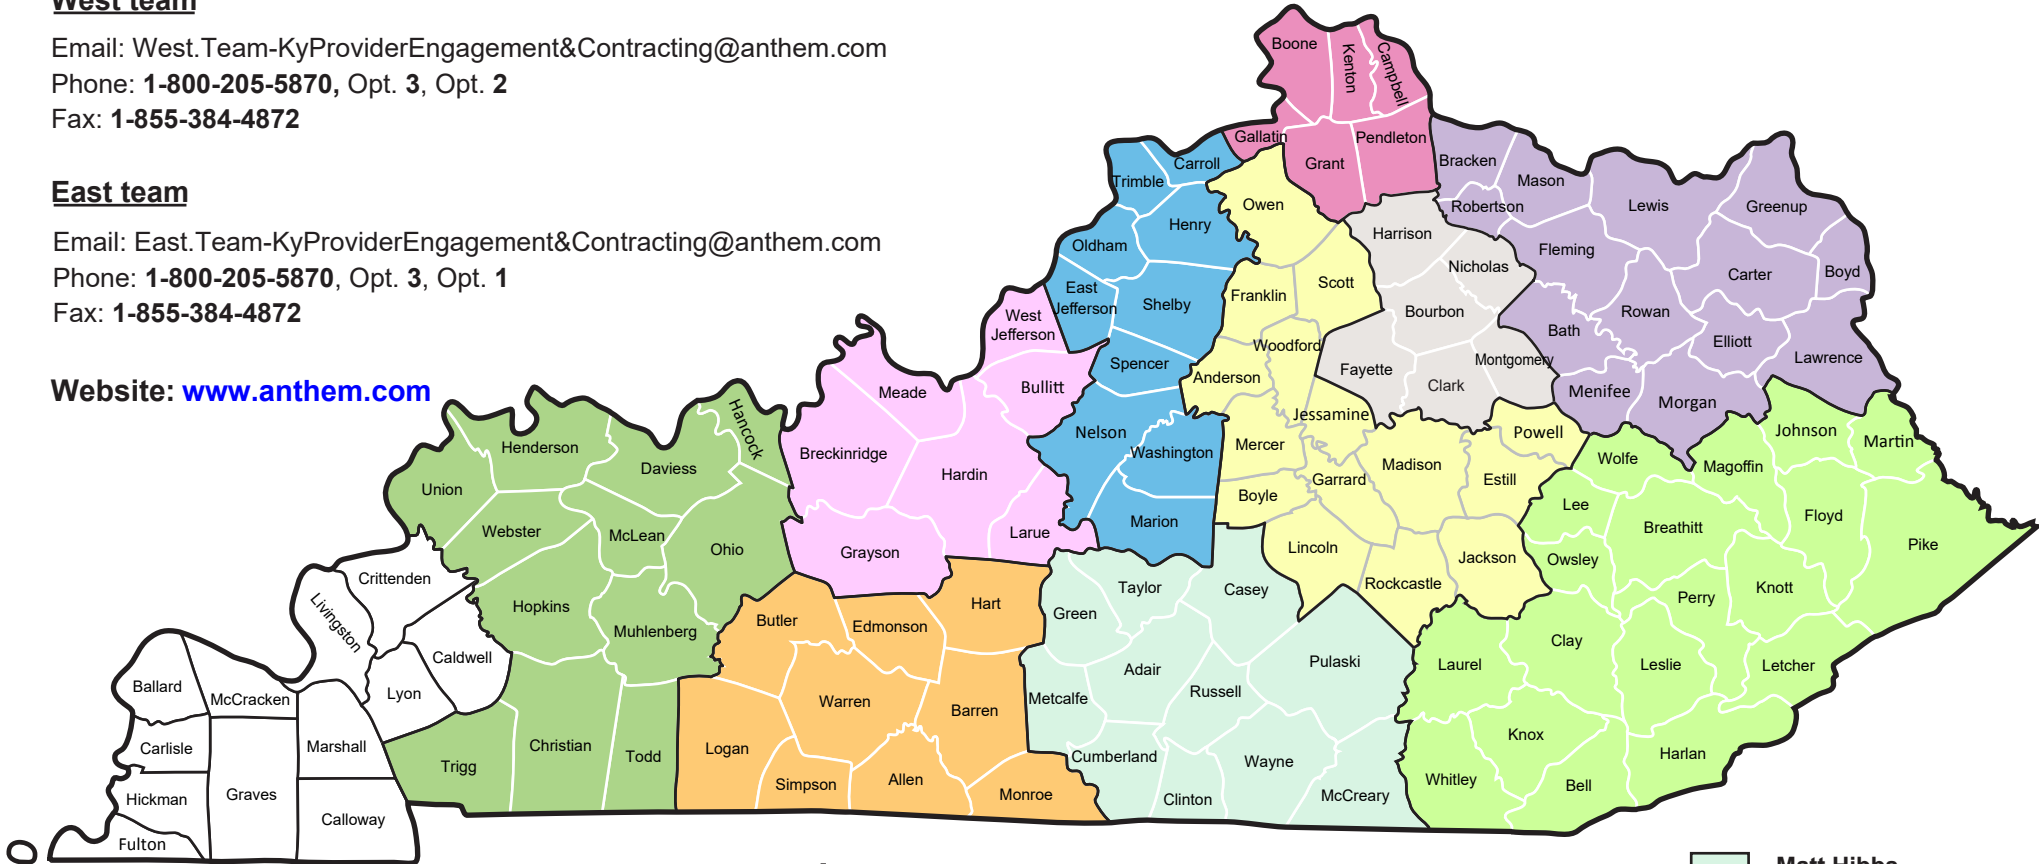 West team
Email: West.Team-KyProviderEngagement&Contracting@anthem.com
Phone: 1-800-205-5870, Opt. 3, Opt. 2
Fax: 1-855-384-4872
East team
Email: East.Team-KyProviderEngagement&Contracting@anthem.com
Phone: 1-800-205-5870, Opt. 3, Opt. 1
Fax: 1-855-384-4872
Website: www.anthem.com
Boone
Kenton
Campbell
Gallatin
Grant
Pendleton
Carroll
Trimble
Henry
Oldham
East
Jefferson
Shelby
Spencer
Nelson
Washington
Marion
Owen
Franklin
Scott
Woodford
Anderson
Jessamine
Mercer
Boyle
Garrard
Madison
Estill
Powell
Lincoln
Rockcastle
Jackson
Harrison
Nicholas
Bourbon
Fayette
Clark
Montgomery
Bracken
Mason
Robertson
Lewis
Greenup
Fleming
Carter
Boyd
Rowan
Bath
Elliott
Lawrence
Menifee
Morgan
West
Jefferson
Bullitt
Meade
Breckinridge
Hardin
Larue
Grayson
Hancock
Henderson
Daviess
Union
Webster
McLean
Ohio
Hopkins
Muhlenberg
Christian
Todd
Trigg
Crittenden
Livingston
Caldwell
Lyon
Ballard
McCracken
Carlisle
Marshall
Hickman
Graves
Calloway
Fulton
Butler
Edmonson
Hart
Warren
Barren
Logan
Simpson
Allen
Monroe
Taylor
Green
Casey
Adair
Pulaski
Russell
Metcalfe
Cumberland
Wayne
Clinton
McCreary
Johnson
Martin
Wolfe
Magoffin
Lee
Breathitt
Floyd
Pike
Owsley
Perry
Knott
Clay
Laurel
Leslie
Letcher
Knox
Harlan
Whitley
Bell
Matt Hibbs